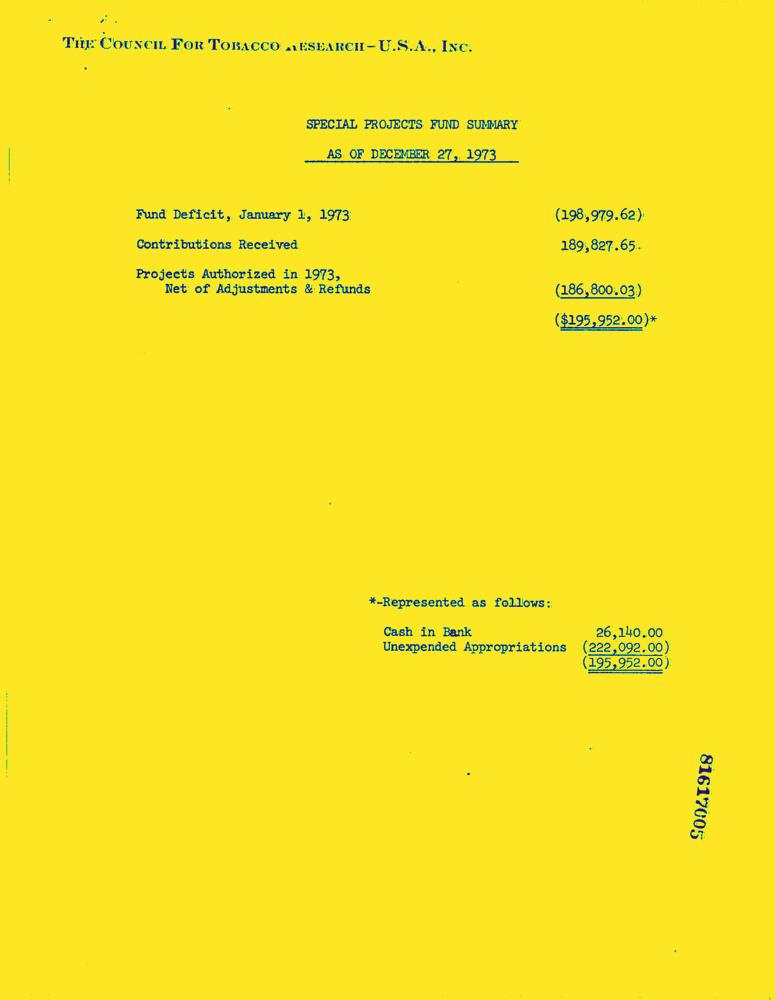 THE COUNCIL FOR TOBACCO RESEARCH-U.S.A., INC.
SPECIAL PROJECTS FUND SUMMARY
AS OF DECEMBER 27, 1973
Fund Deficit, January 1, 1973 (198,979.62)
Contributions Received 189,827.65
Projects Authorized in 1973,
Net of Adjustments & Refunds (186,800.03)
($195,952.00)*
*-Represented as follows:
Cash in Bank 26,140.00
Unexpended Appropriations (222,092.00)
(195,952.00)
81617005